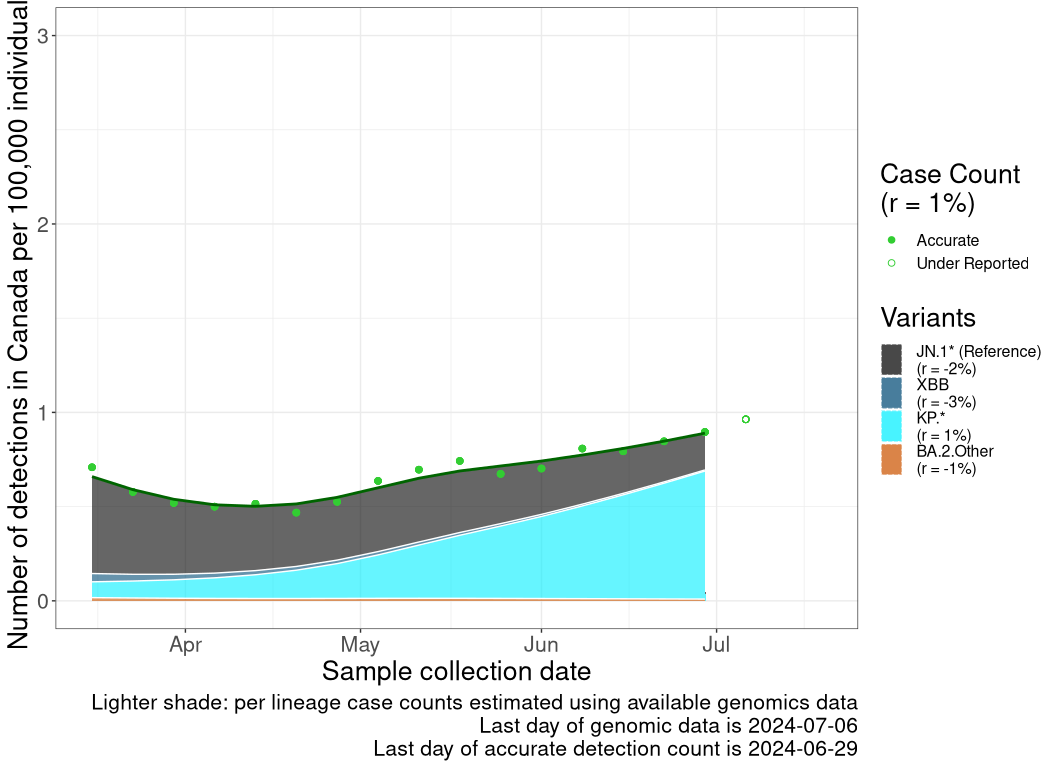 Number of detections in Canada per 100,000 individual
3
2
1
0
Apr May Jun Jul
Sample collection date
Lighter shade: per lineage case counts estimated using available genomics data
Last day of genomic data is 2024-07-06
Last day of accurate detection count is 2024-06-29
Case Count
(r = 1%)
Accurate
Under Reported
Variants
JN.1* (Reference)
(r = -2%)
XBB
(r = -3%)
KP.*
(r = 1%)
BA.2.Other
(r = -1%)